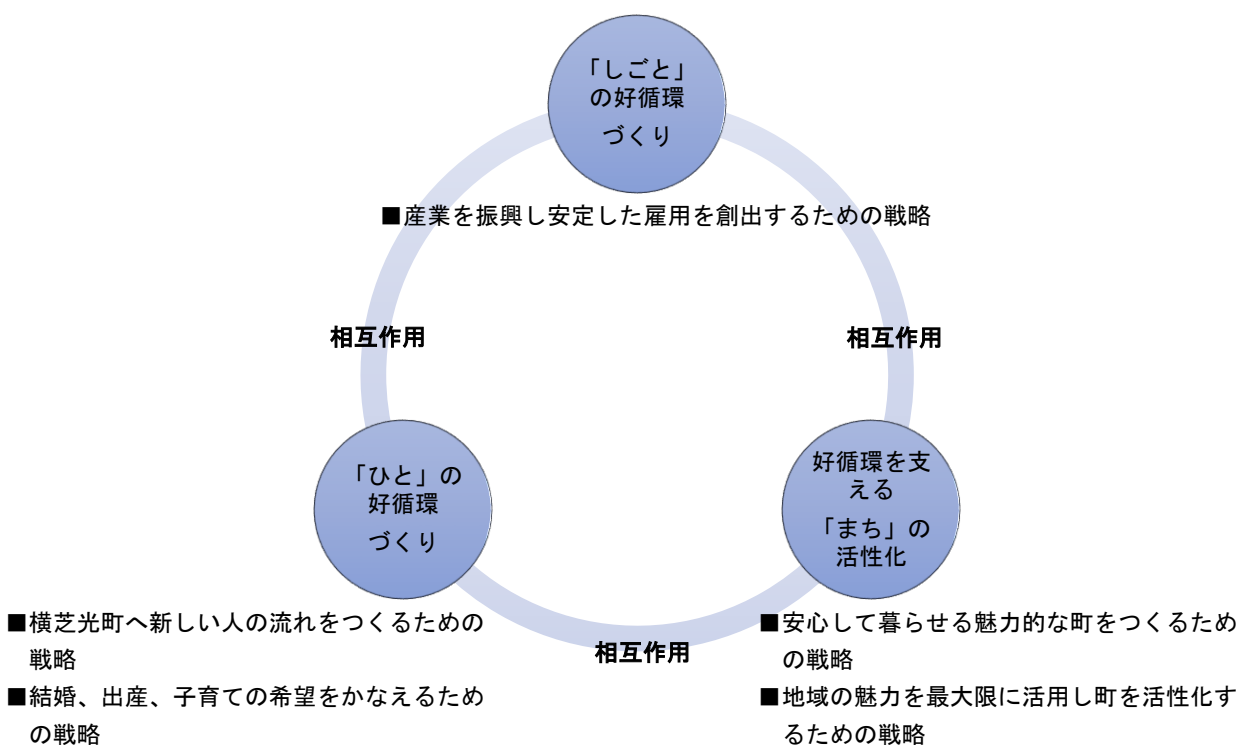 「しごと」
の好循環
づくり
■産業を振興し安定した雇用を創出するための戦略
相互作用
相互作用
「ひと」の
好循環
づくり
好循環を支
える
「まち」の
活性化
■横芝光町へ新しい人の流れをつくるための
戦略
■結婚、出産、子育ての希望をかなえるため
の戦略
相互作用
■安心して暮らせる魅力的な町をつくるため
の戦略
■地域の魅力を最大限に活用し町を活性化す
るための戦略